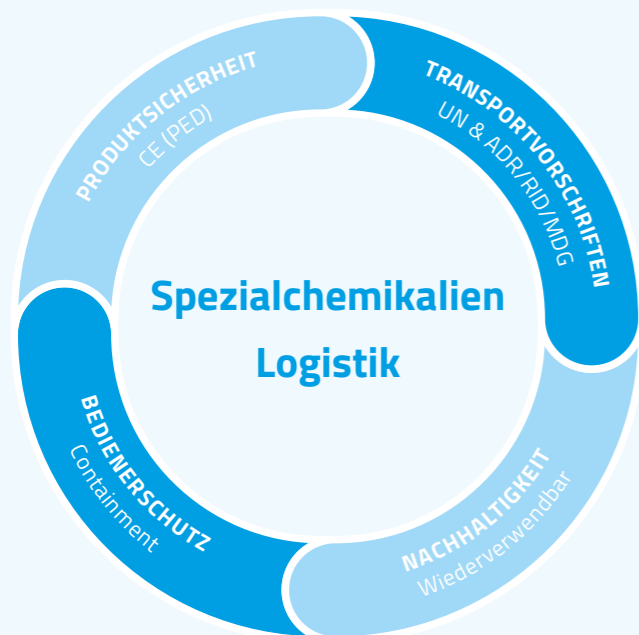 PRODUKTSICHERHEIT
CE (PED)
TRANSPORTVORSCHRIFTEN
UN & ADR/RID/MDG
Spezialchemikalien
Logistik
BEDIENERSCHUTZ
Containment
NACHHALTIGKEIT
Wiederverwendbar